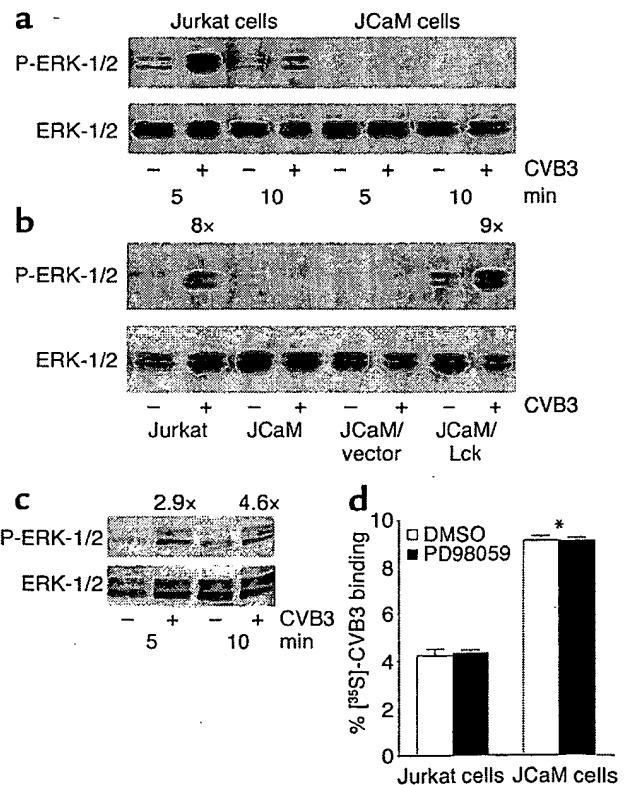 a
Jurkat cells JCaM cells
P-ERK-1/2
ERK-1/2
– + – + – + – + CVB3
5 10 5 10 min
b
8× 9×
P-ERK-1/2
ERK-1/2
– + – + – + – + CVB3
Jurkat JCaM JCaM/ JCaM/
vector Lck
c
2.9× 4.6×
P-ERK-1/2
ERK-1/2
– + – + CVB3
5 10 min
d
% [35S]-CVB3 binding
10
8
6
4
2
0
DMSO
PD98059
*
Jurkat cells JCaM cells